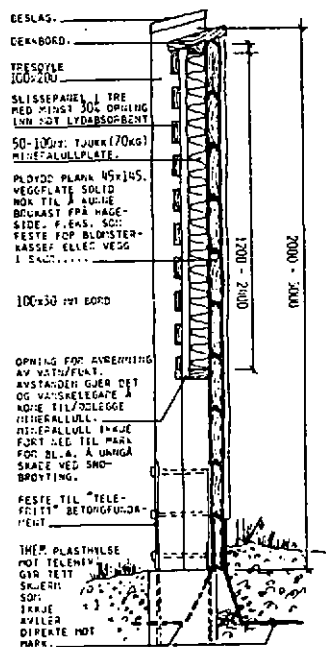 BESLAG.
DEKKBORD.
TRESØYLE
100x200
SLISSEPANEL I TRE
MED MINST 30% OPNING
INN MOT LYDABSORBENT
50-100mm TJUKK (70KG)
MINERALULLPLATE.
PLØYDD PLANK 45x145.
VEGGFLATE SOLID
NOK TIL Å KUNNE
BRUKAST FRÅ HAGE-
SIDE. F.EKS. SOM
FESTE FOR BLOMSTER-
KASSER ELLER VEGG
I SKUR.....
100x30 mm BORD
OPNING FOR AVRENNING
AV VATN/FUKT.
AVSTANDEN GJER DET
OG VANSKELEGARE Å
KOME TIL/ØDELEGGE
MINERALULL.
MINERALULL IKKJE
FØRT NED TIL MARK
FOR BL.A. Å UNNGÅ
SKADE VED SNØ-
BRØYTING.
FESTE TIL "TELE-
FRITT" BETONGFUNDA-
MENT
PLASTHYLSE
MOT TELEHIV
GIR TETT
SKJERM
SOM
IKKJE
KVILER
DIREKTE MOT
MARK.
1200 - 2400
2000 - 3000